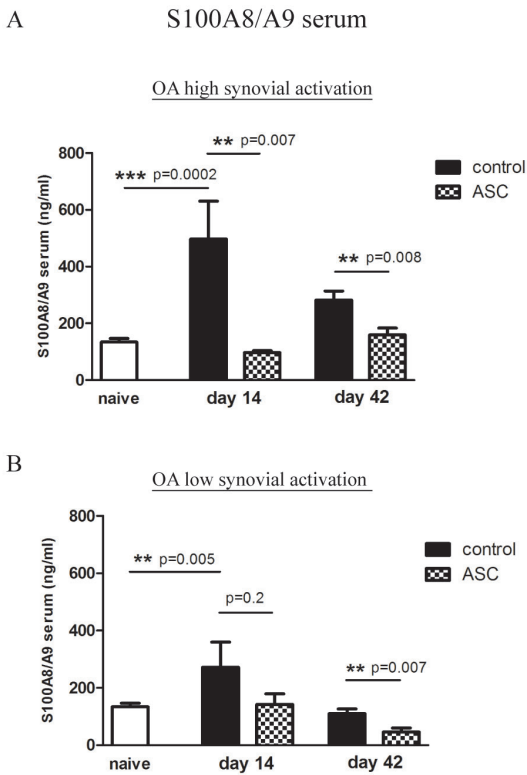 A
S100A8/A9 serum
OA high synovial activation
S100A8/A9 serum (ng/ml)
800
600
400
200
0
*** p=0.0002
** p=0.007
** p=0.008
control
ASC
naive
day 14
day 42
B
OA low synovial activation
S100A8/A9 serum (ng/ml)
800
600
400
200
0
** p=0.005
p=0.2
** p=0.007
control
ASC
naive
day 14
day 42